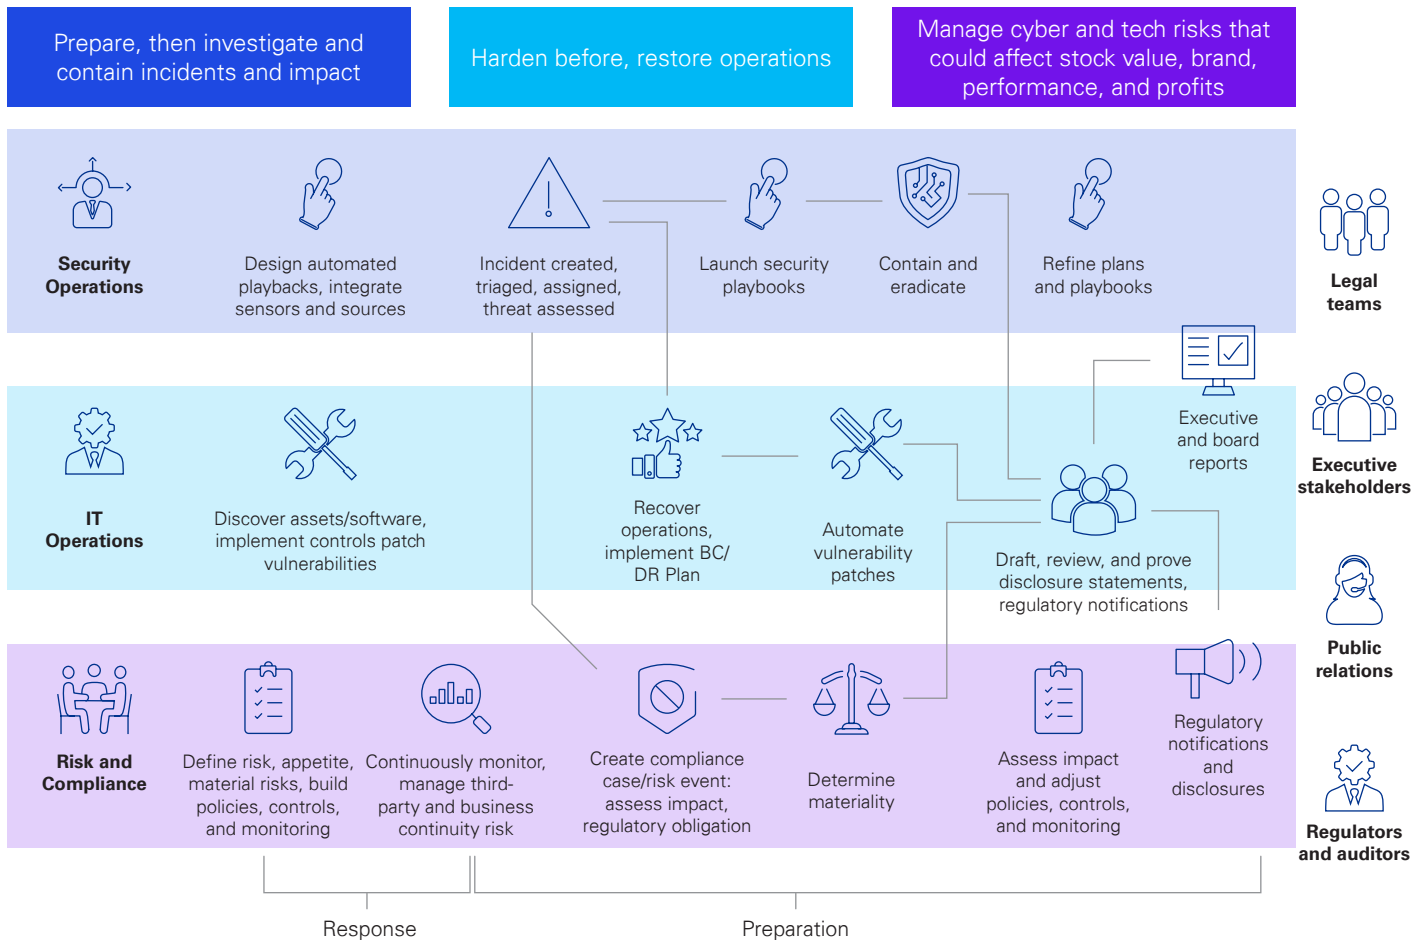 Prepare, then investigate and
contain incidents and impact
Harden before, restore operations
Manage cyber and tech risks that
could affect stock value, brand,
performance, and profits
Security
Operations
Design automated
playbacks, integrate
sensors and sources
Incident created,
triaged, assigned,
threat assessed
Launch security
playbooks
Contain and
eradicate
Refine plans
and playbooks
Legal
teams
IT
Operations
Discover assets/software,
implement controls patch
vulnerabilities
Recover
operations,
implement BC/
DR Plan
Automate
vulnerability
patches
Draft, review, and prove
disclosure statements,
regulatory notifications
Executive
and board
reports
Executive
stakeholders
Public
relations
Risk and
Compliance
Define risk, appetite,
material risks, build
policies, controls,
and monitoring
Continuously monitor,
manage third-
party and business
continuity risk
Create compliance
case/risk event:
assess impact,
regulatory obligation
Determine
materiality
Assess impact
and adjust
policies, controls,
and monitoring
Regulatory
notifications
and
disclosures
Regulators
and auditors
Response
Preparation